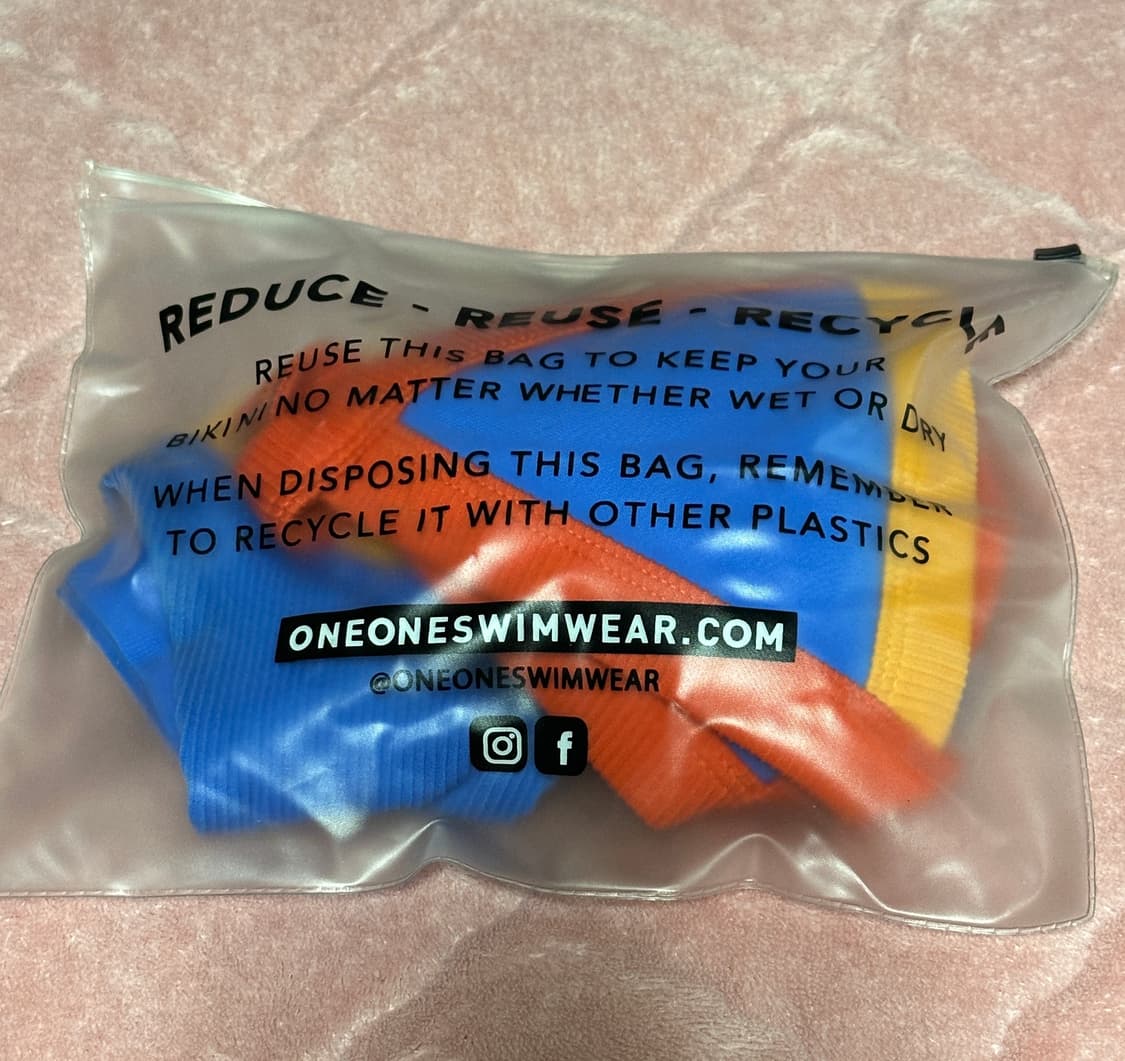 REDUCE - REUSE - RECYCLE
REUSE THIS BAG TO KEEP YOUR
BIKINI NO MATTER WHETHER WET OR DRY
WHEN DISPOSING THIS BAG, REMEMBER
TO RECYCLE IT WITH OTHER PLASTICS
ONEONESWIMWEAR.COM
@ONEONESWIMWEAR